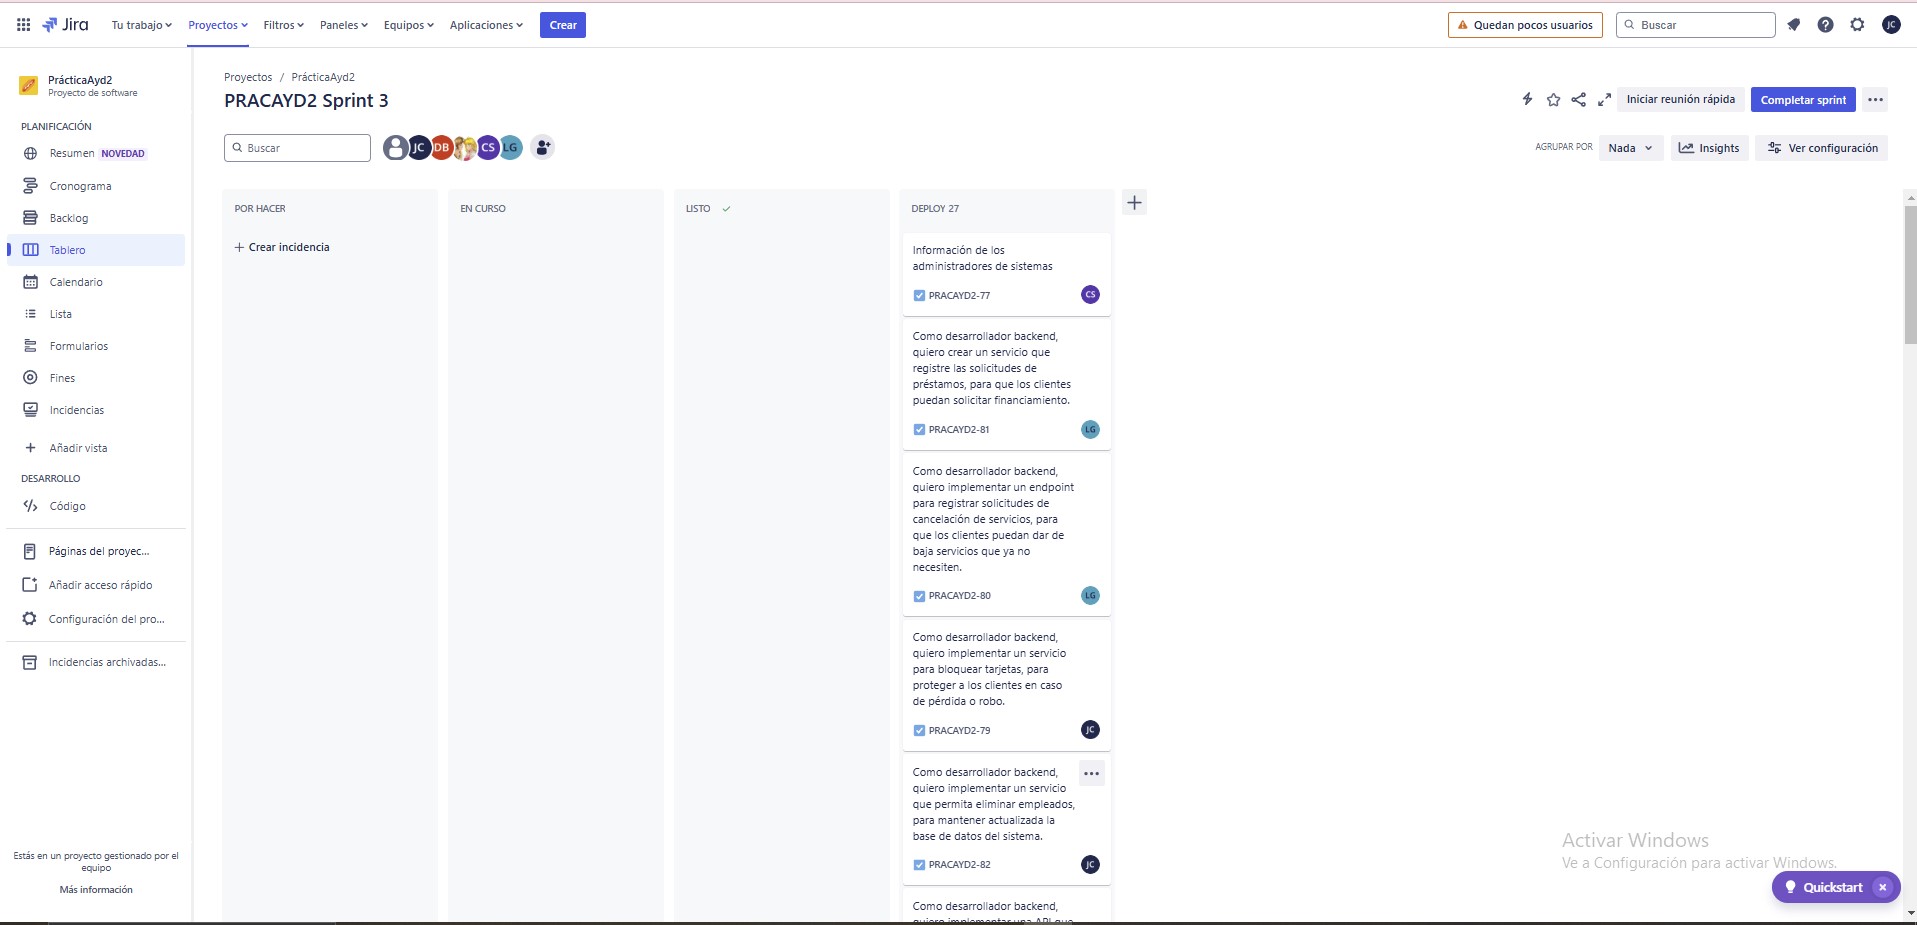 Jira
Tu trabajo
Proyectos
Filtros
Paneles
Equipos
Aplicaciones
Crear
Quedan pocos usuarios
Buscar
JC
PrácticaAyd2
Proyecto de software
PLANIFICACIÓN
Resumen NOVEDAD
Cronograma
Backlog
Tablero
Calendario
Lista
Formularios
Fines
Incidencias
Añadir vista
DESARROLLO
Código
Páginas del proyec...
Añadir acceso rápido
Configuración del pro...
Incidencias archivadas...
Estás en un proyecto gestionado por el
equipo
Más información
Proyectos / PrácticaAyd2
PRACAYD2 Sprint 3
Iniciar reunión rápida
Completar sprint
Buscar
JC
DB
CS
LG
AGRUPAR POR
Nada
Insights
Ver configuración
POR HACER
Crear incidencia
EN CURSO
LISTO
DEPLOY 27
Información de los
administradores de sistemas
PRACAYD2-77
CS
Como desarrollador backend,
quiero crear un servicio que
registre las solicitudes de
préstamos, para que los clientes
puedan solicitar financiamiento.
PRACAYD2-81
LG
Como desarrollador backend,
quiero implementar un endpoint
para registrar solicitudes de
cancelación de servicios, para
que los clientes puedan dar de
baja servicios que ya no
necesiten.
PRACAYD2-80
LG
Como desarrollador backend,
quiero implementar un servicio
para bloquear tarjetas, para
proteger a los clientes en caso
de pérdida o robo.
PRACAYD2-79
JC
Como desarrollador backend,
quiero implementar un servicio
que permita eliminar empleados,
para mantener actualizada la
base de datos del sistema.
PRACAYD2-82
JC
Como desarrollador backend,
quiero implementar una API que
Activar Windows
Ve a Configuración para activar Windows.
Quickstart